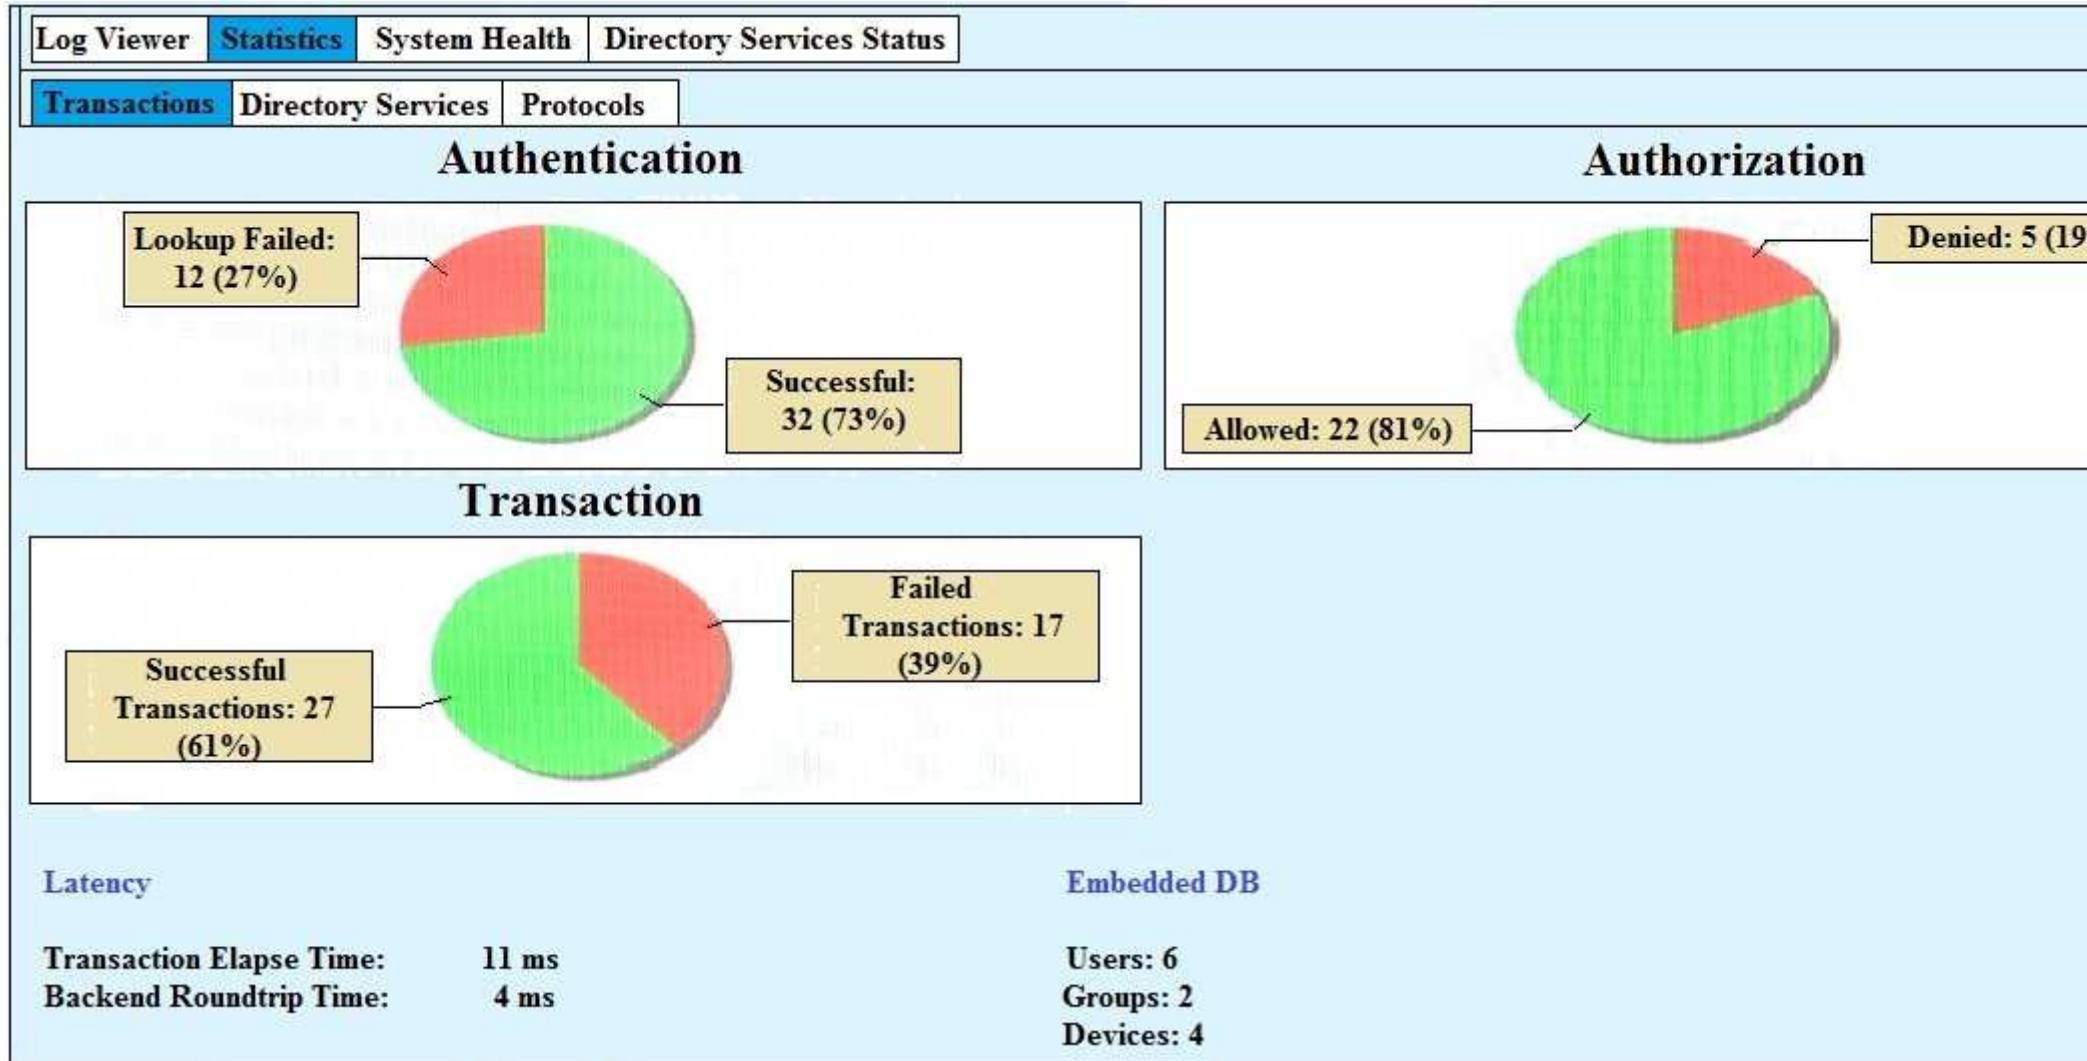 Log Viewer Statistics System Health Directory Services Status
Transactions Directory Services Protocols
Authentication
Lookup Failed:
12 (27%)
Successful:
32 (73%)
Authorization
Denied: 5 (19
Allowed: 22 (81%)
Transaction
Failed
Transactions: 17
(39%)
Successful
Transactions: 27
(61%)
Latency
Transaction Elapse Time: 11 ms
Backend Roundtrip Time: 4 ms
Embedded DB
Users: 6
Groups: 2
Devices: 4